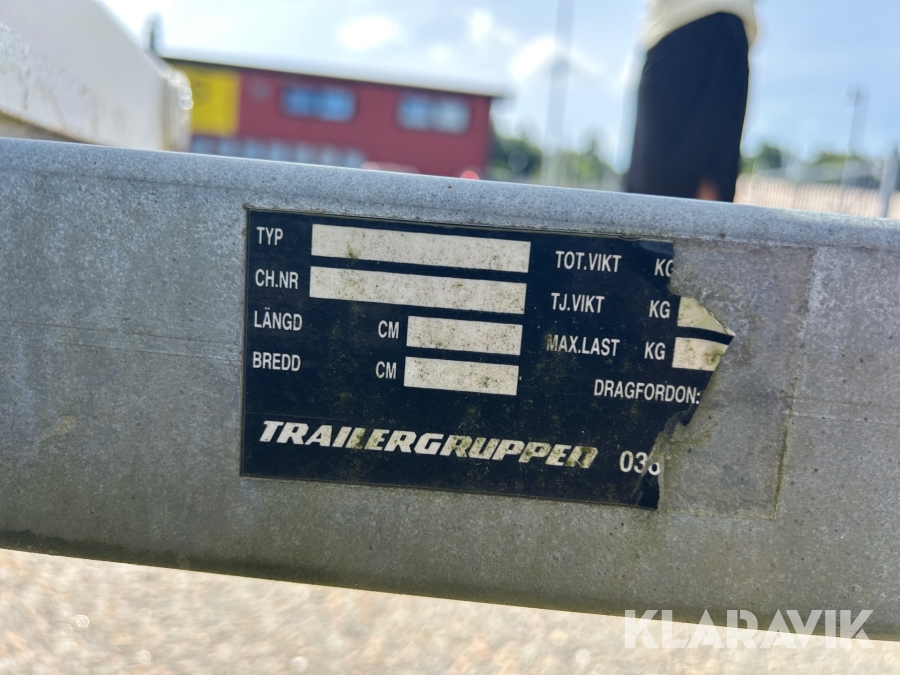 TYP
CH.NR
LÄNGD CM
BREDD CM
TOT.VIKT KG
TJ.VIKT KG
MAX.LAST KG
DRAGFORDON:
TRAILERGRUPPEN 036
KLARAVIK